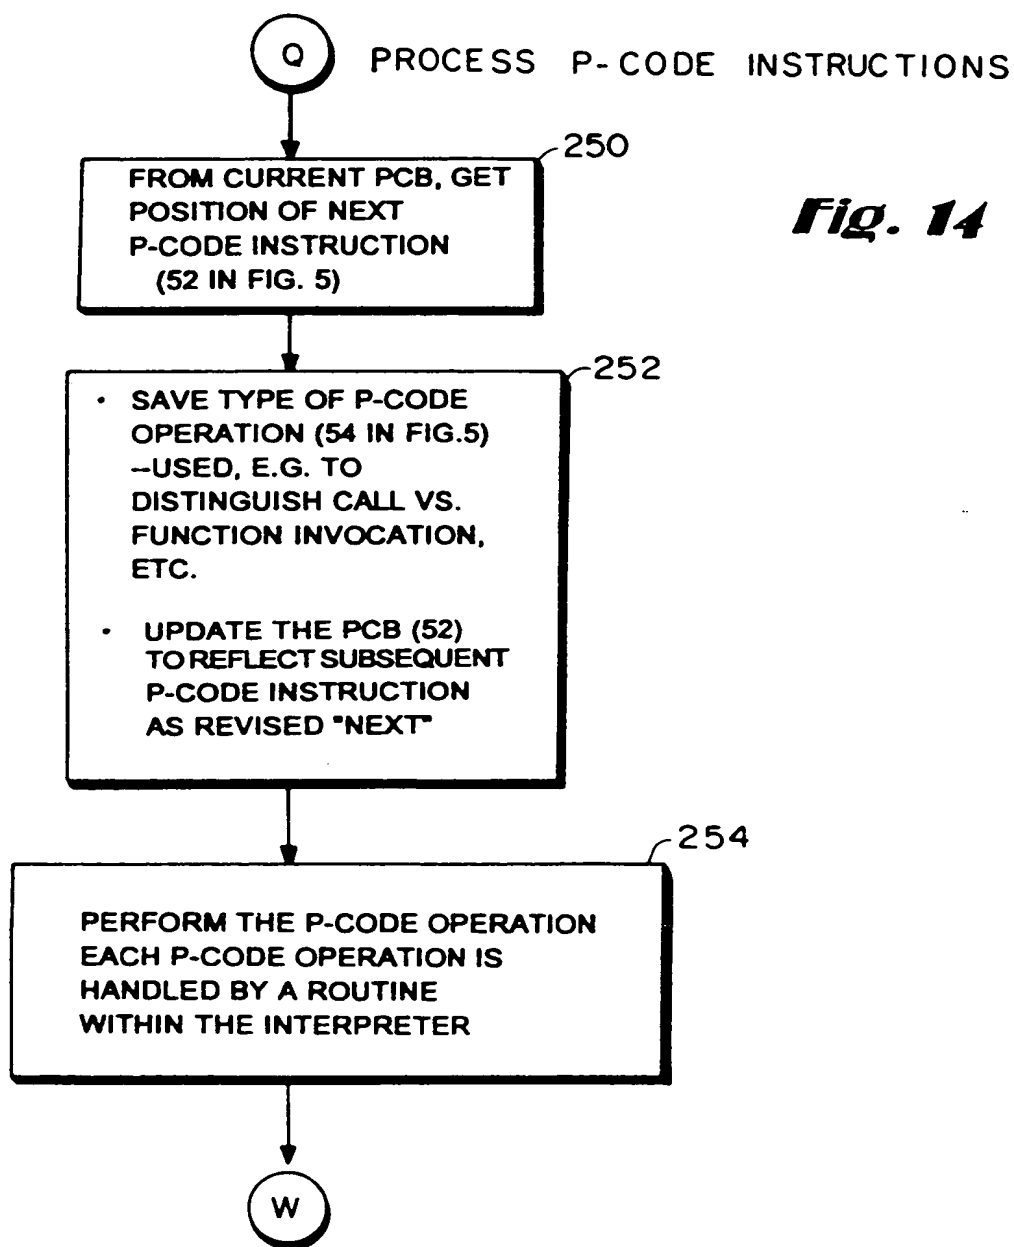 Q PROCESS P-CODE INSTRUCTIONS
250
FROM CURRENT PCB, GET
POSITION OF NEXT
P-CODE INSTRUCTION
(52 IN FIG. 5)
Fig. 14
252
• SAVE TYPE OF P-CODE
OPERATION (54 IN FIG.5)
–USED, E.G. TO
DISTINGUISH CALL VS.
FUNCTION INVOCATION,
ETC.
• UPDATE THE PCB (52)
TO REFLECT SUBSEQUENT
P-CODE INSTRUCTION
AS REVISED "NEXT"
254
PERFORM THE P-CODE OPERATION
EACH P-CODE OPERATION IS
HANDLED BY A ROUTINE
WITHIN THE INTERPRETER
W